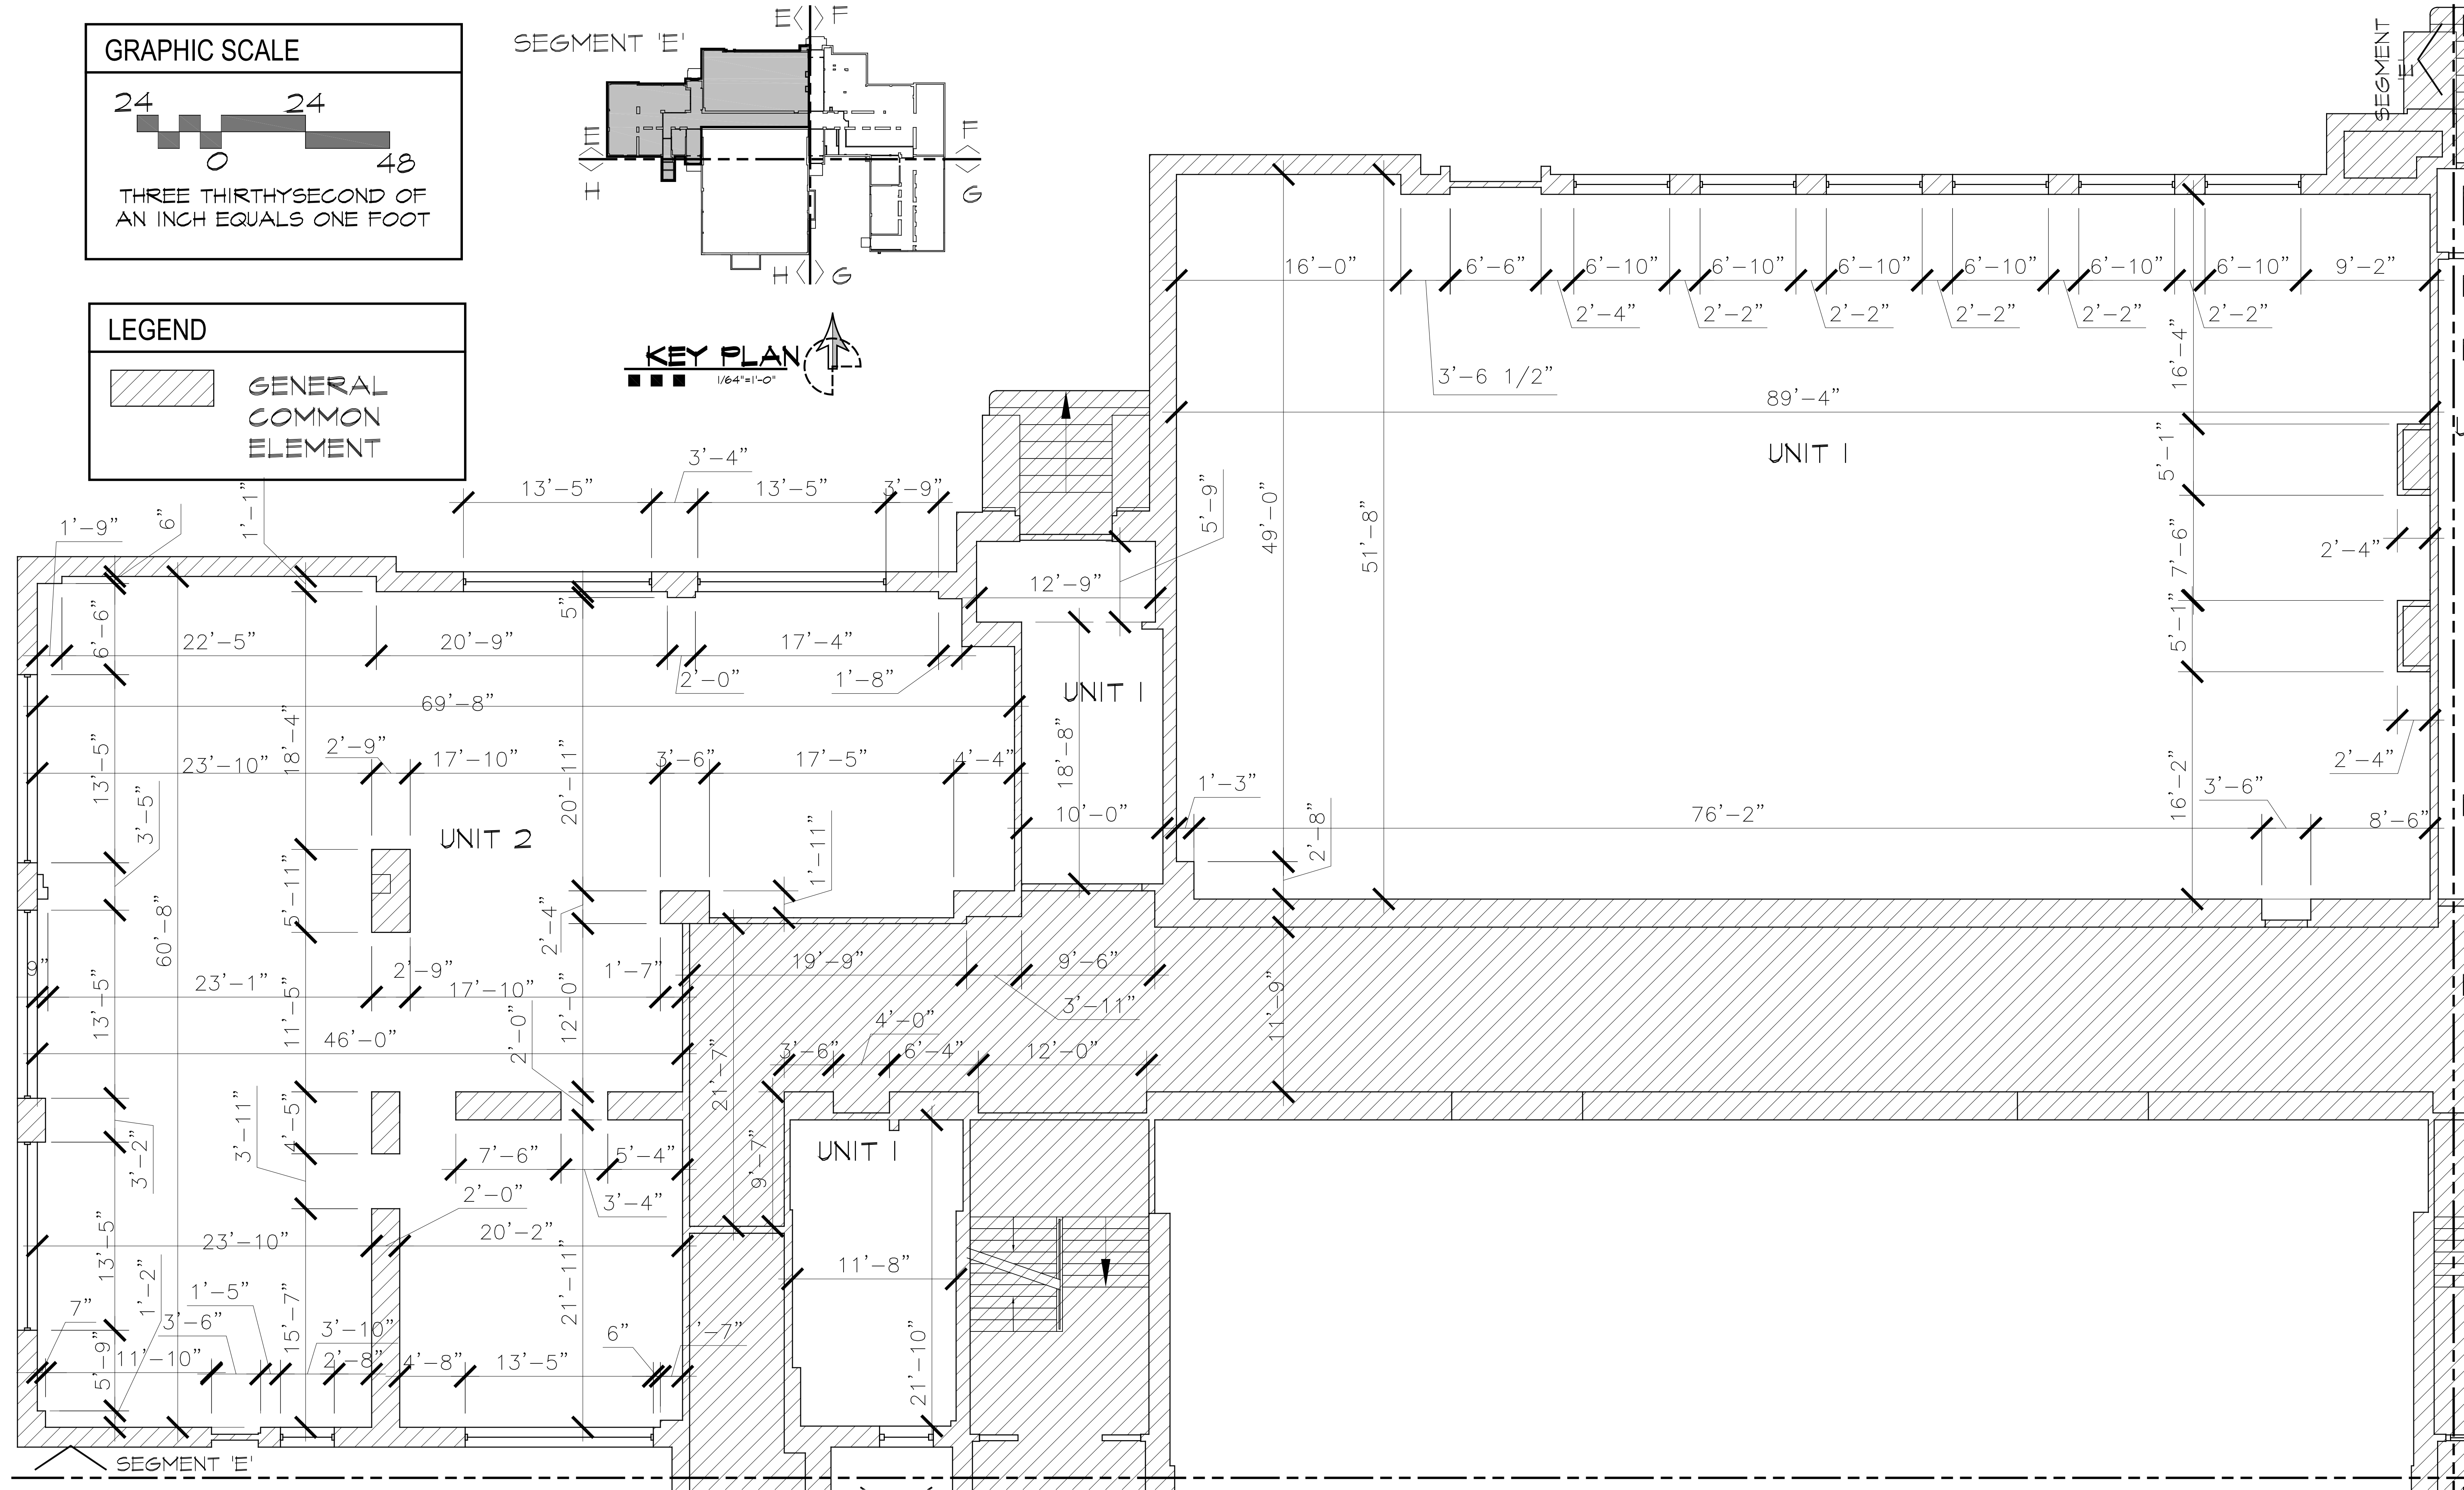 GRAPHIC SCALE
24 24
0 48
THREE THIRTHYSECOND OF
AN INCH EQUALS ONE FOOT
LEGEND
GENERAL
COMMON
ELEMENT
SEGMENT 'E'
E F
E F
H G
H G
KEY PLAN
1/64"=1'-0"
SEGMENT
E
16'-0" 6'-6" 6'-10" 6'-10" 6'-10" 6'-10" 6'-10" 6'-10" 9'-2"
2'-4" 2'-2" 2'-2" 2'-2" 2'-2" 2'-2"
3'-6 1/2"
16'-4"
89'-4"
UNIT 1
5'-1"
7'-6"
2'-4"
5'-1"
2'-4"
16'-2"
3'-6"
8'-6"
76'-2"
1'-3"
2'-8"
49'-0"
51'-8"
5'-9"
12'-9"
UNIT 1
18'-8"
10'-0"
3'-4"
13'-5" 13'-5" 3'-9"
1'-9"
6"
1'-1"
5"
6'-6"
22'-5" 20'-9" 17'-4"
2'-0" 1'-8"
69'-8"
18'-4"
2'-9"
23'-10" 17'-10" 3'-6" 17'-5" 4'-4"
13'-5"
3'-5"
20'-11"
UNIT 2
1'-11"
5'-11"
60'-8"
2'-4"
9"
23'-1" 2'-9" 17'-10" 1'-7"
19'-9" 9'-6"
3'-11"
11'-9"
13'-5"
11'-5"
12'-0"
2'-0"
46'-0"
4'-0"
3'-6" 6'-4" 12'-0"
21'-7"
9'-7"
3'-2"
3'-11"
4'-5"
7'-6" 5'-4"
3'-4"
2'-0"
UNIT 1
23'-10" 20'-2"
13'-5"
1'-2"
15'-7"
21'-11"
11'-8"
21'-10"
7"
1'-5"
3'-6"
3'-10"
6"
1'-7"
5'-9"
11'-10" 2'-8" 4'-8" 13'-5"
SEGMENT 'E'